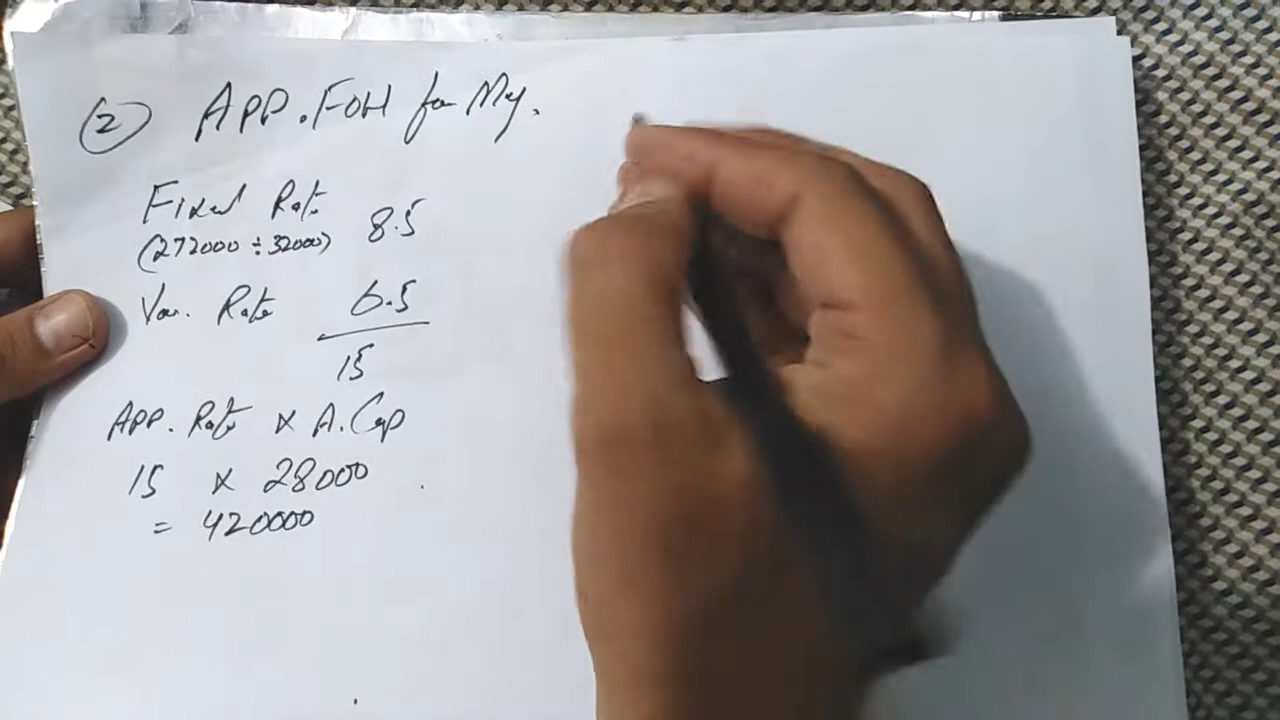 (2) APP. FOH for My.
Fixed Rate 8.5
(272000 ÷ 32000)
Var. Rate 6.5
15
APP. Rate x A. Cap
15 x 28000
= 420000